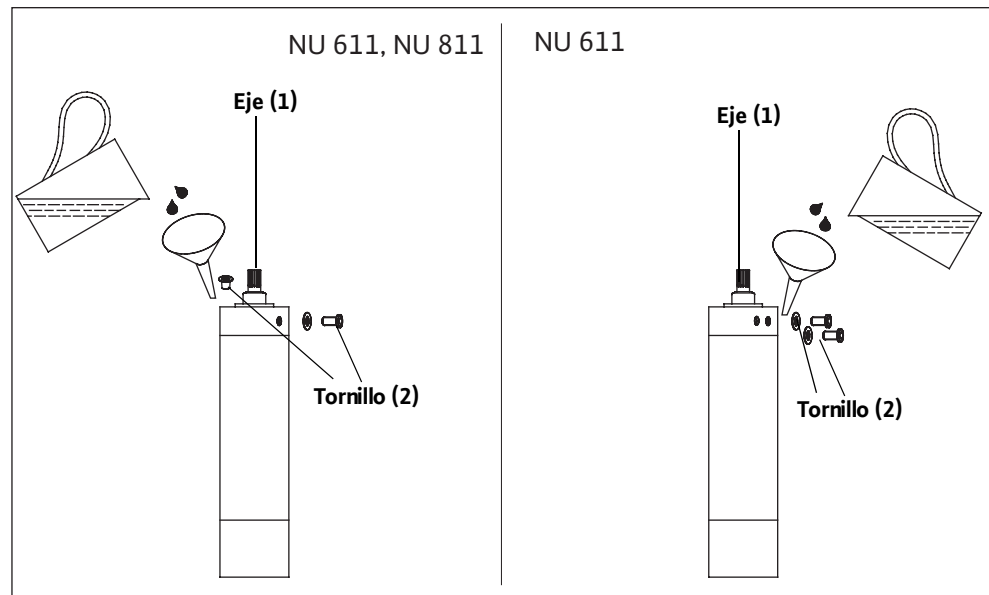 NU 611, NU 811
Eje (1)
Tornillo (2)
NU 611
Eje (1)
Tornillo (2)